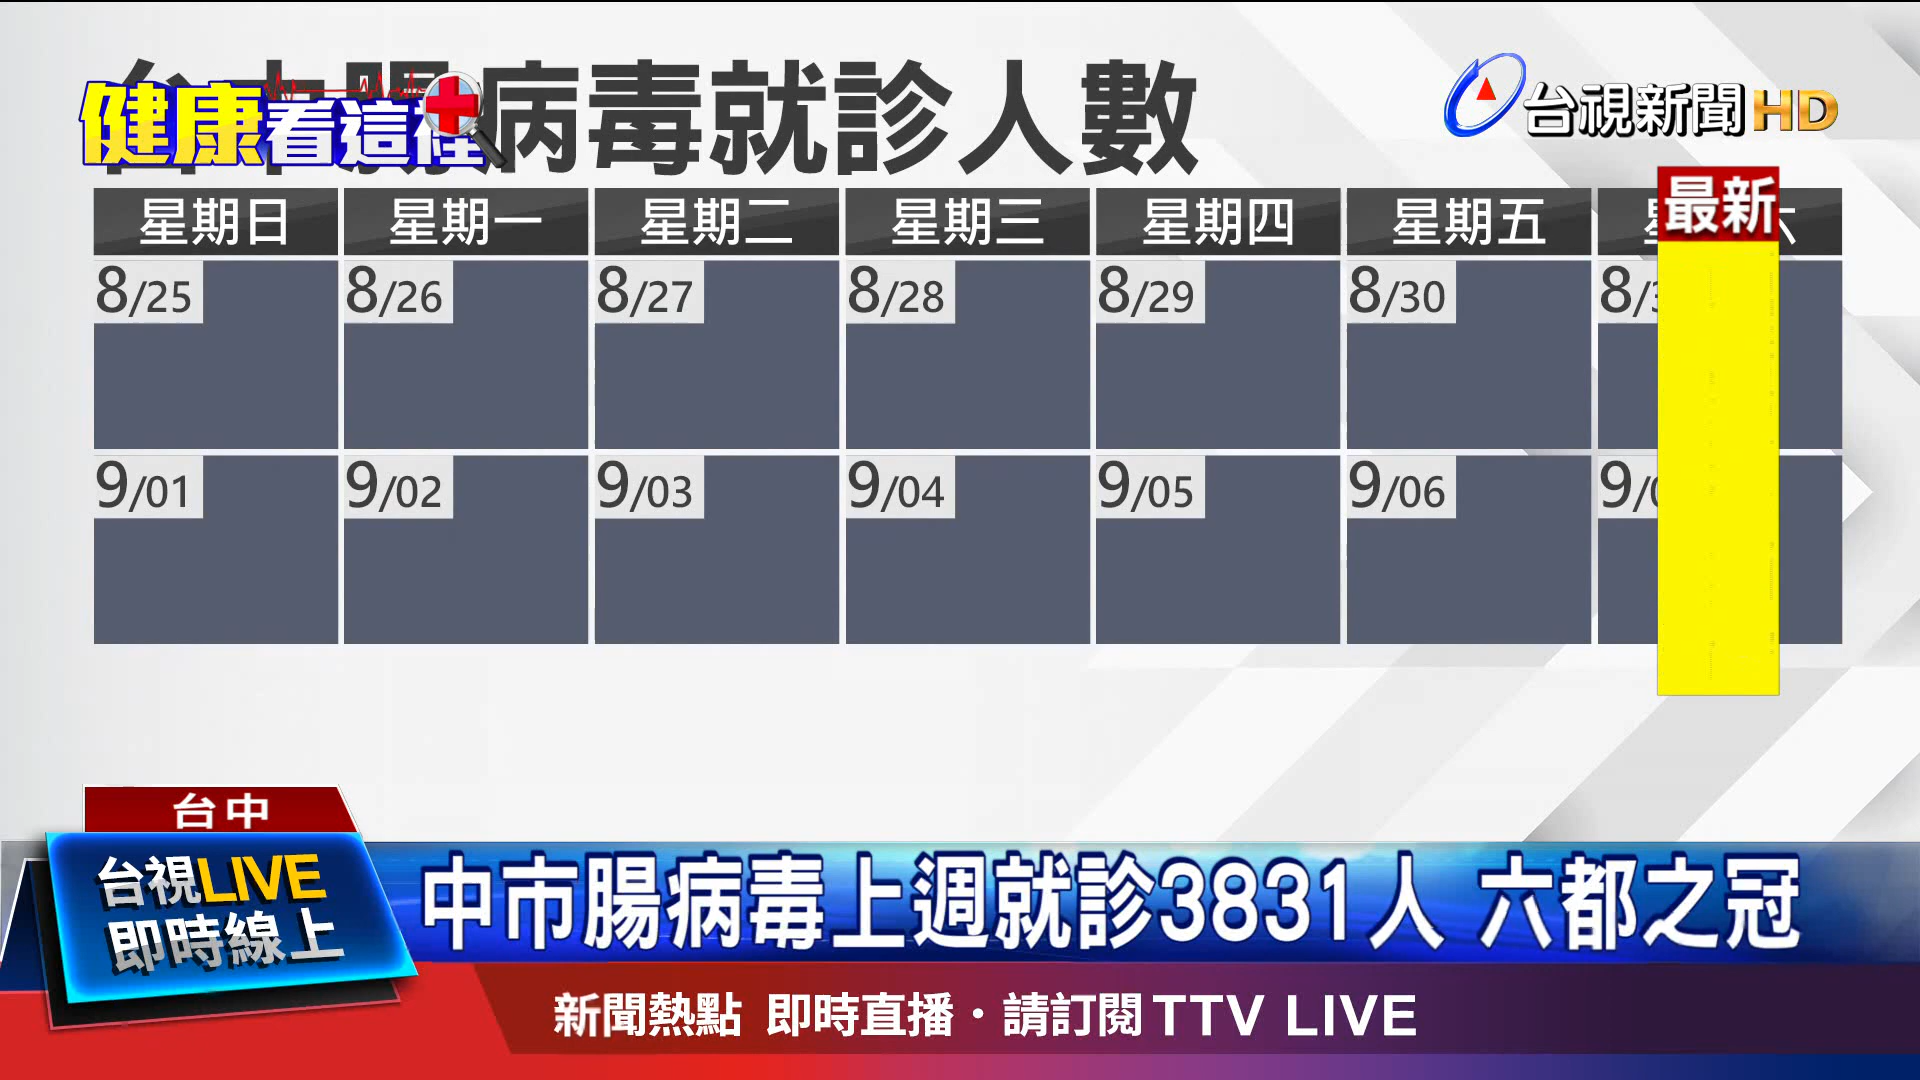 病毒就診人數
健康看這裡
台視新聞HD
最新
星期日 星期一 星期二 星期三 星期四 星期五
8/25 8/26 8/27 8/28 8/29 8/30 8/
9/01 9/02 9/03 9/04 9/05 9/06 9/
台中
台視LIVE
即時線上
中市腸病毒上週就診3831人 六都之冠
新聞熱點 即時直播・請訂閱TTV LIVE